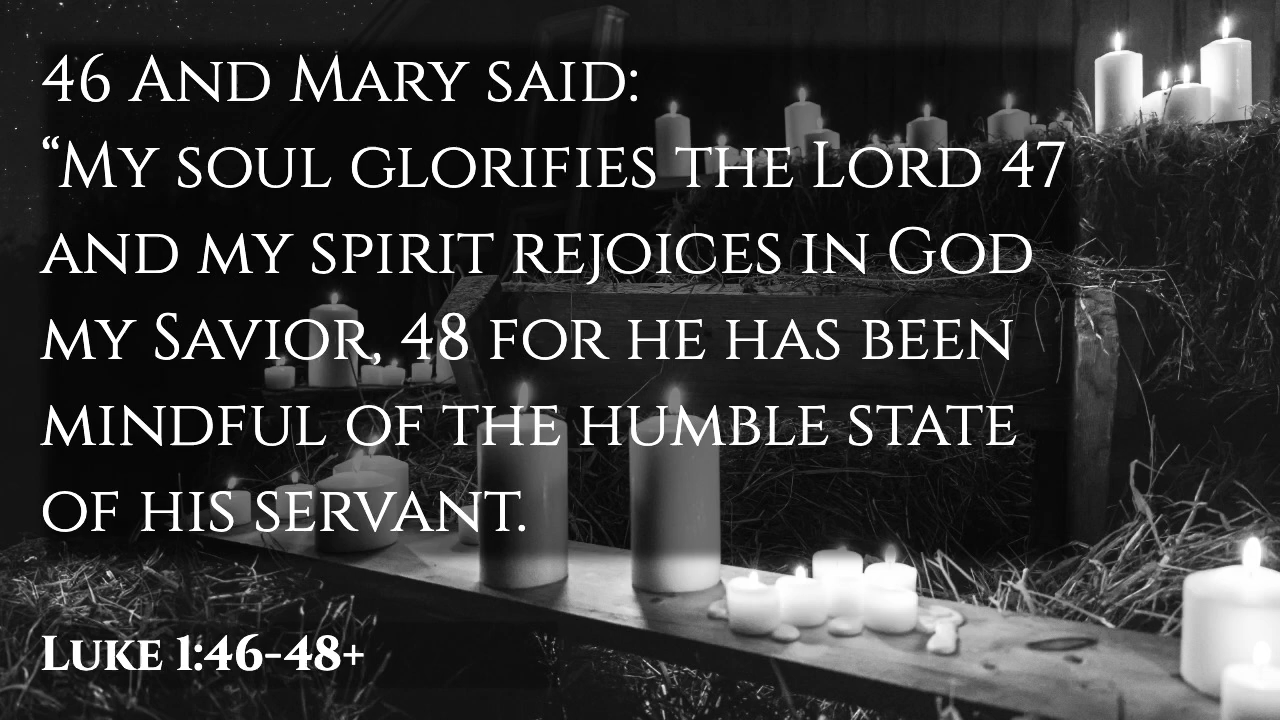 46 And Mary said:
“My soul glorifies the Lord 47
and my spirit rejoices in God
my Savior, 48 for he has been
mindful of the humble state
of his servant.
Luke 1:46-48+